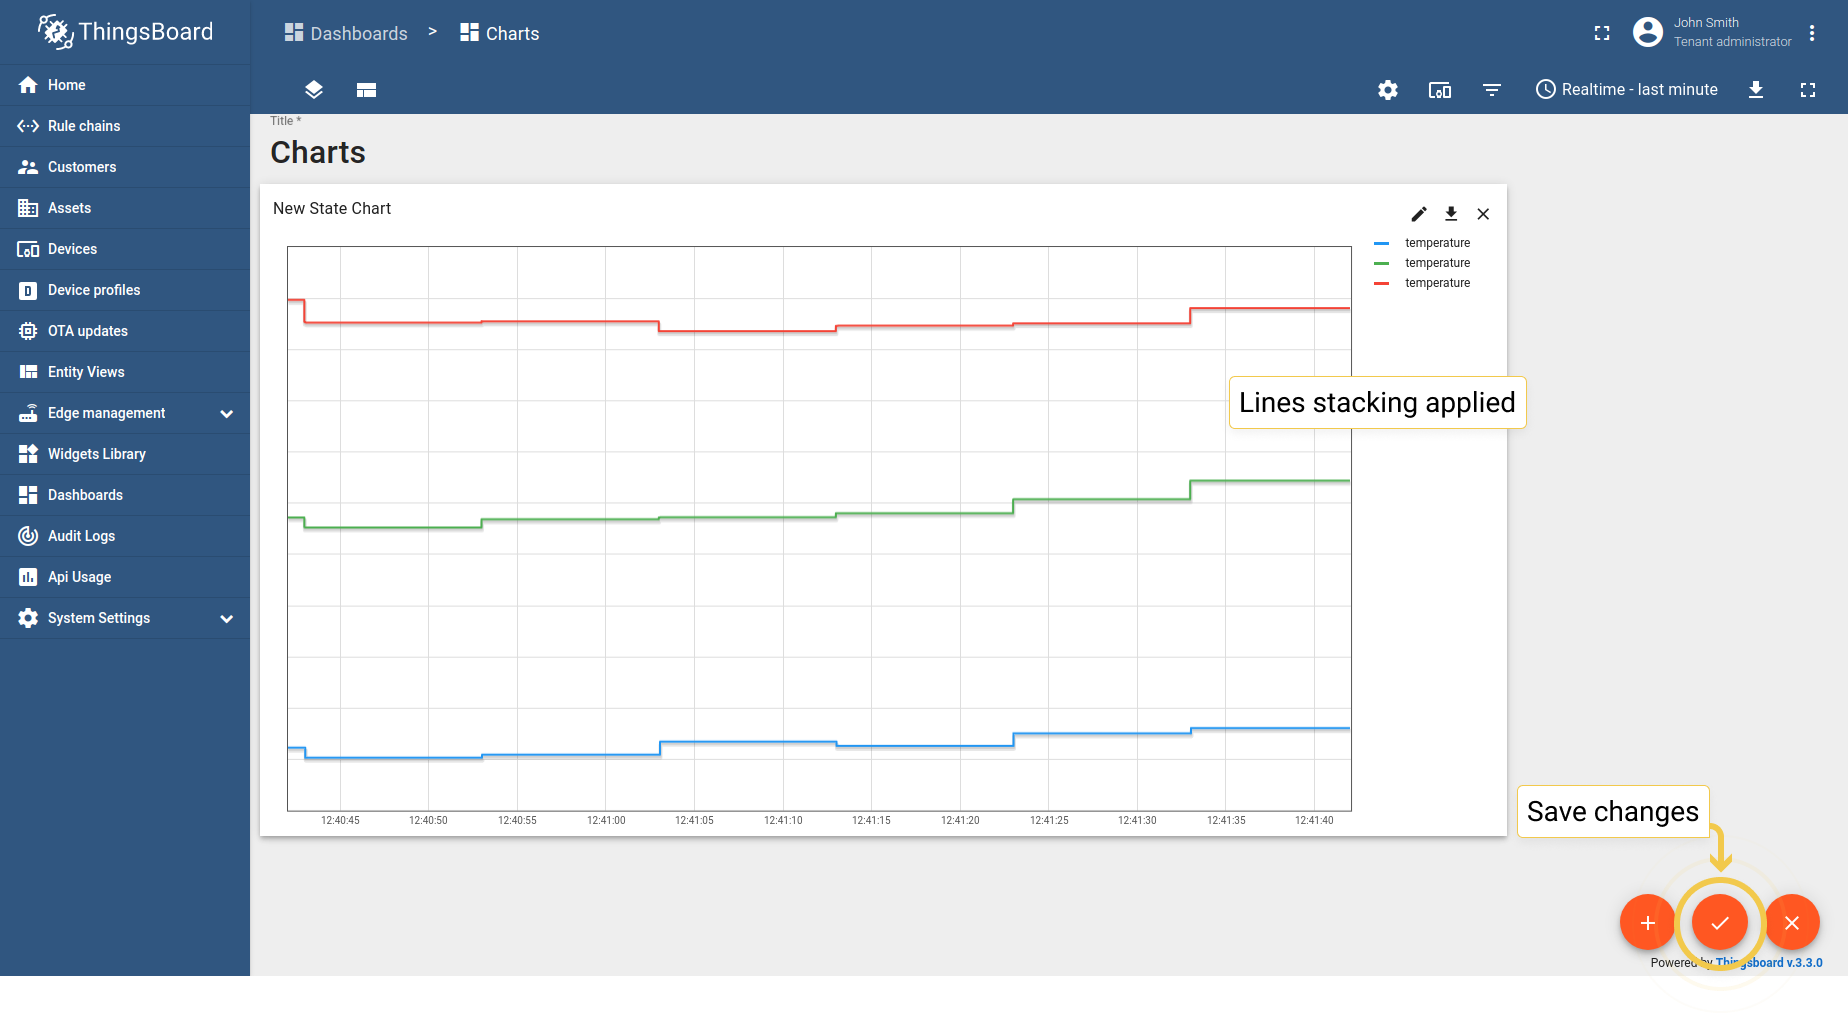 ThingsBoard
Dashboards > Charts
John Smith
Tenant administrator
Realtime - last minute
Home
Rule chains
Customers
Assets
Devices
Device profiles
OTA updates
Entity Views
Edge management
Widgets Library
Dashboards
Audit Logs
Api Usage
System Settings
Title *
Charts
New State Chart
temperature
temperature
temperature
Lines stacking applied
12:40:45 12:40:50 12:40:55 12:41:00 12:41:05 12:41:10 12:41:15 12:41:20 12:41:25 12:41:30 12:41:35 12:41:40
Save changes
Powered by Thingsboard v.3.3.0